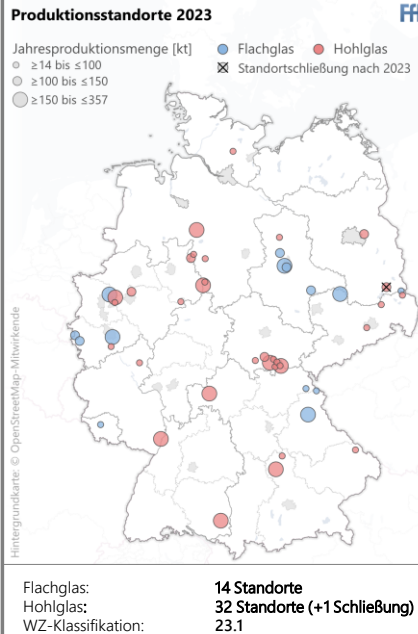 Produktionsstandorte 2023
Jahresproduktionsmenge [kt]
≥14 bis ≤100
≥100 bis ≤150
≥150 bis ≤357
Flachglas
Hohlglas
Standortschließung nach 2023
Hintergrundkarte: © OpenStreetMap-Mitwirkende
Flachglas: 14 Standorte
Hohlglas: 32 Standorte (+1 Schließung)
WZ-Klassifikation: 23.1